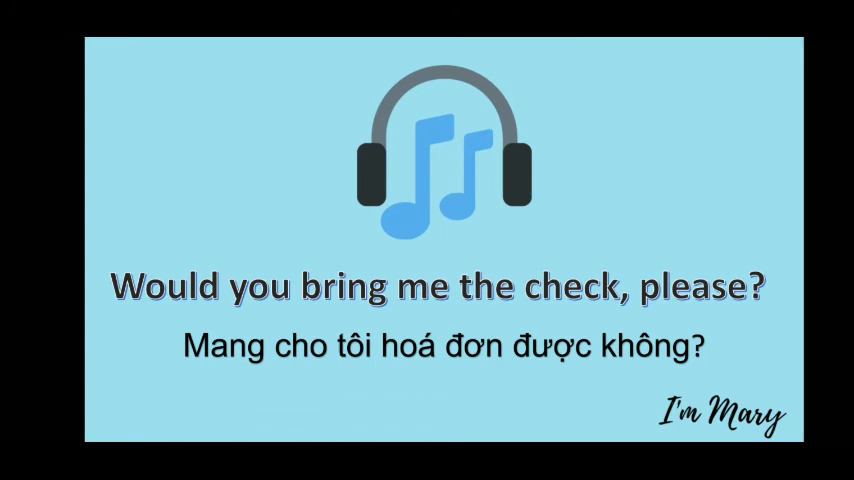 Would you bring me the check, please?
Mang cho tôi hoá đơn được không?
I'm Mary